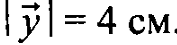 |y⃗| = 4 см.